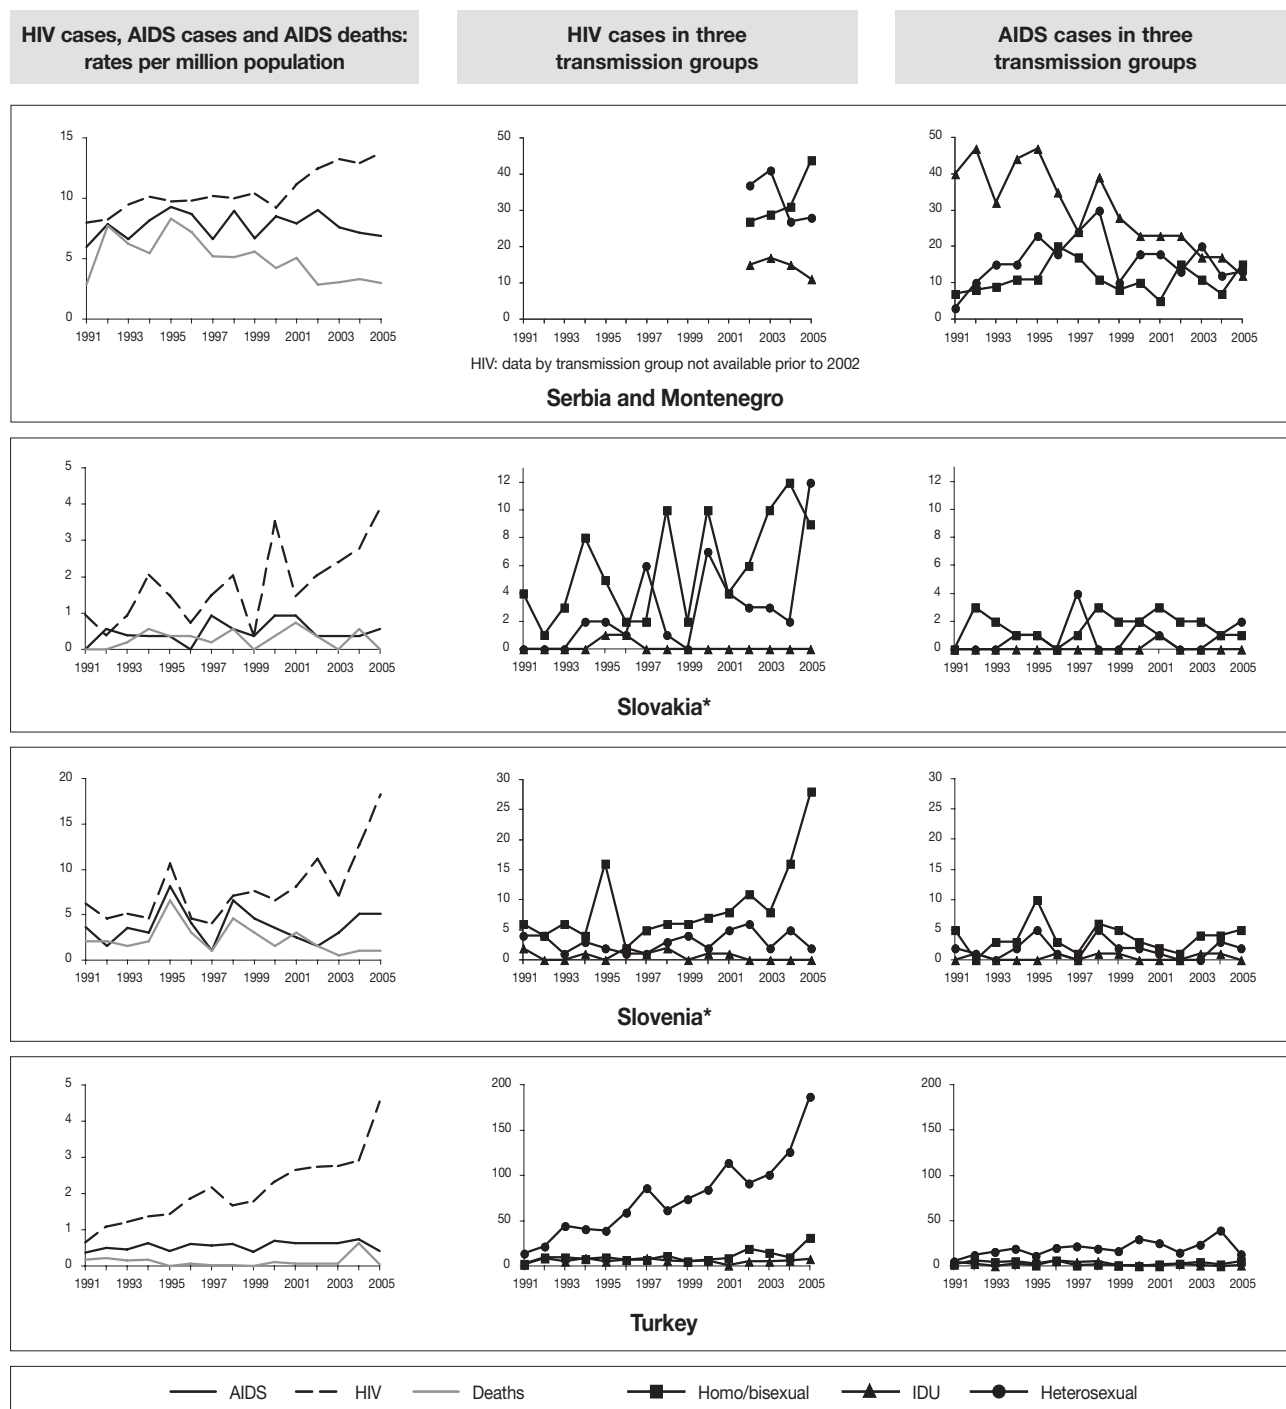 HIV cases, AIDS cases and AIDS deaths:
rates per million population
HIV cases in three
transmission groups
AIDS cases in three
transmission groups
15
10
5
0
1991 1993 1995 1997 1999 2001 2003 2005
50
40
30
20
10
0
1991 1993 1995 1997 1999 2001 2003 2005
50
40
30
20
10
0
1991 1993 1995 1997 1999 2001 2003 2005
HIV: data by transmission group not available prior to 2002
Serbia and Montenegro
5
4
3
2
1
0
1991 1993 1995 1997 1999 2001 2003 2005
12
10
8
6
4
2
0
1991 1993 1995 1997 1999 2001 2003 2005
12
10
8
6
4
2
0
1991 1993 1995 1997 1999 2001 2003 2005
Slovakia*
20
15
10
5
0
1991 1993 1995 1997 1999 2001 2003 2005
30
25
20
15
10
5
0
1991 1993 1995 1997 1999 2001 2003 2005
30
25
20
15
10
5
0
1991 1993 1995 1997 1999 2001 2003 2005
Slovenia*
5
4
3
2
1
0
1991 1993 1995 1997 1999 2001 2003 2005
200
150
100
50
0
1991 1993 1995 1997 1999 2001 2003 2005
200
150
100
50
0
1991 1993 1995 1997 1999 2001 2003 2005
Turkey
AIDS HIV Deaths Homo/bisexual IDU Heterosexual